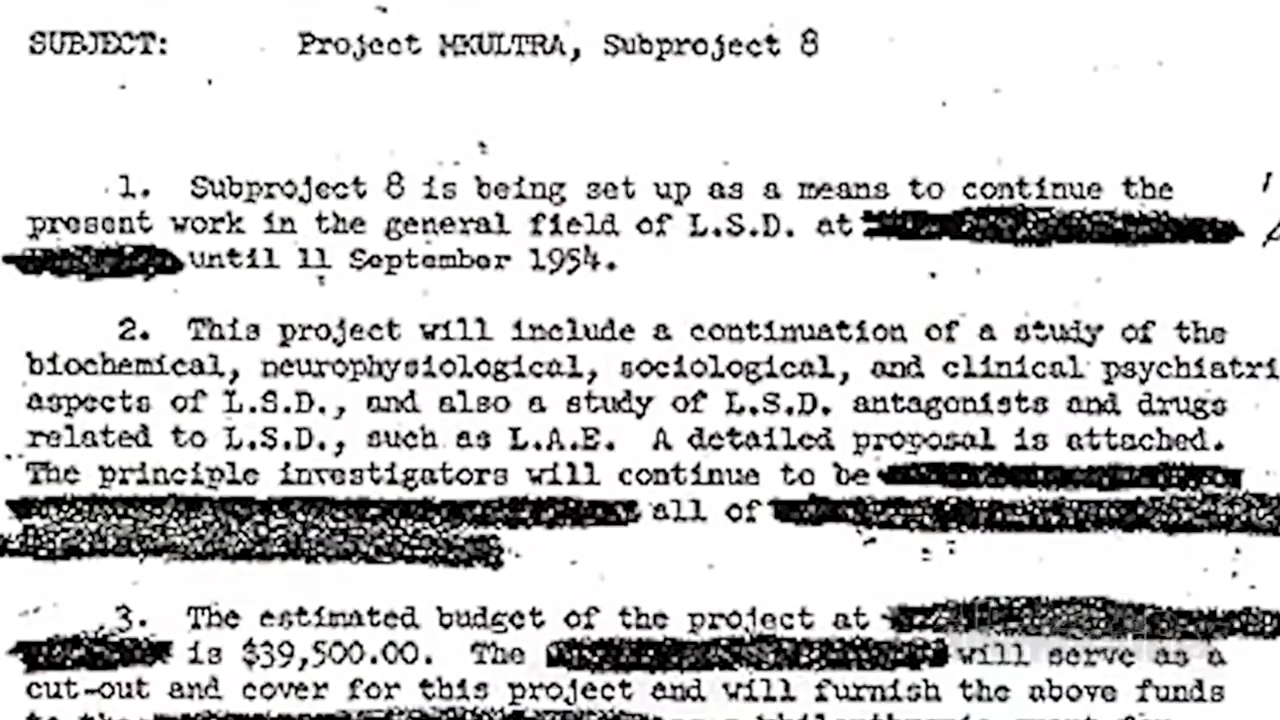 SUBJECT: Project MKULTRA, Subproject 8
1. Subproject 8 is being set up as a means to continue the
present work in the general field of L.S.D. at
until 11 September 1954.
2. This project will include a continuation of a study of the
biochemical, neurophysiological, sociological, and clinical psychiatri
aspects of L.S.D., and also a study of L.S.D. antagonists and drugs
related to L.S.D., such as L.A.E. A detailed proposal is attached.
The principle investigators will continue to be
all of
3. The estimated budget of the project at
is $39,500.00. The will serve as a
cut-out and cover for this project and will furnish the above funds